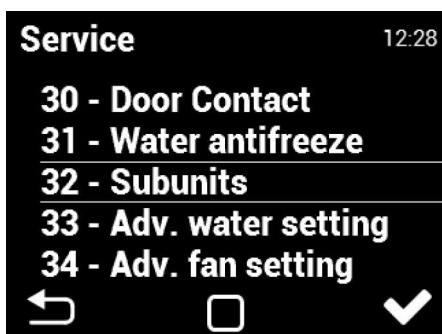 Service
12:28
30 - Door Contact
31 - Water antifreeze
32 - Subunits
33 - Adv. water setting
34 - Adv. fan setting